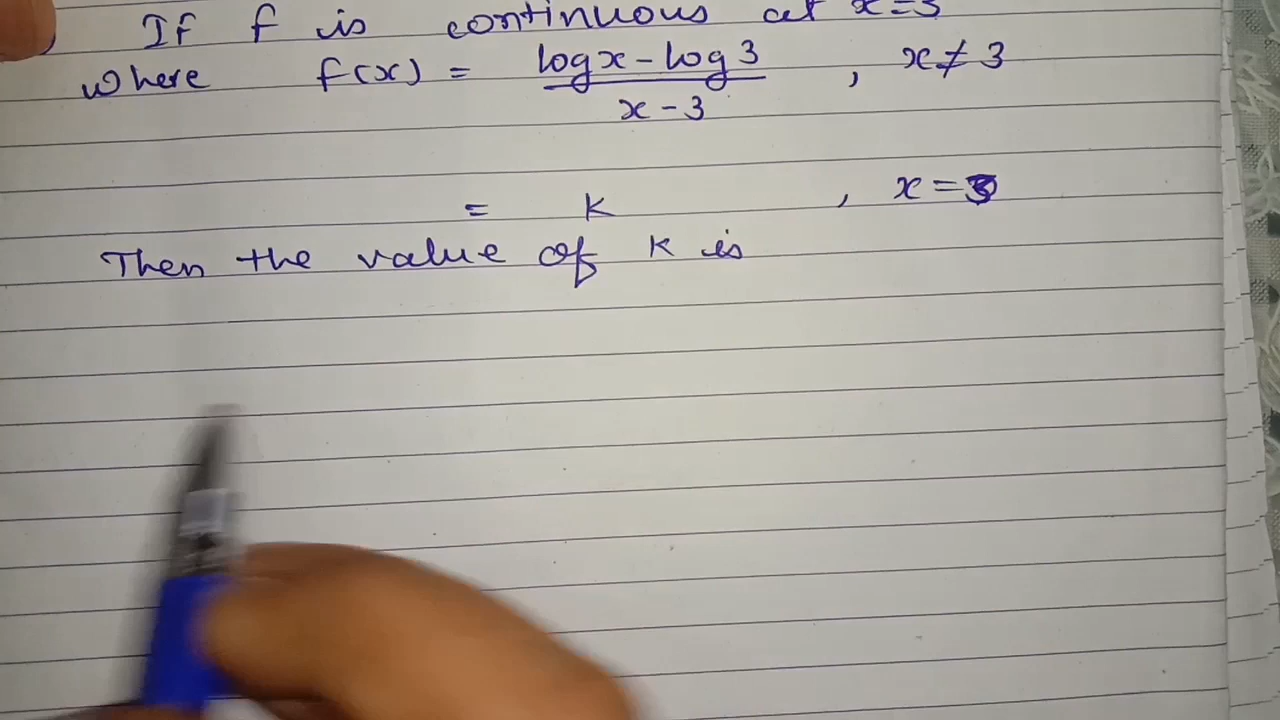 If f is continuous at x=3
where f(x) = log x - log 3 / x - 3 , x ≠ 3
= k , x = 3
Then the value of k is